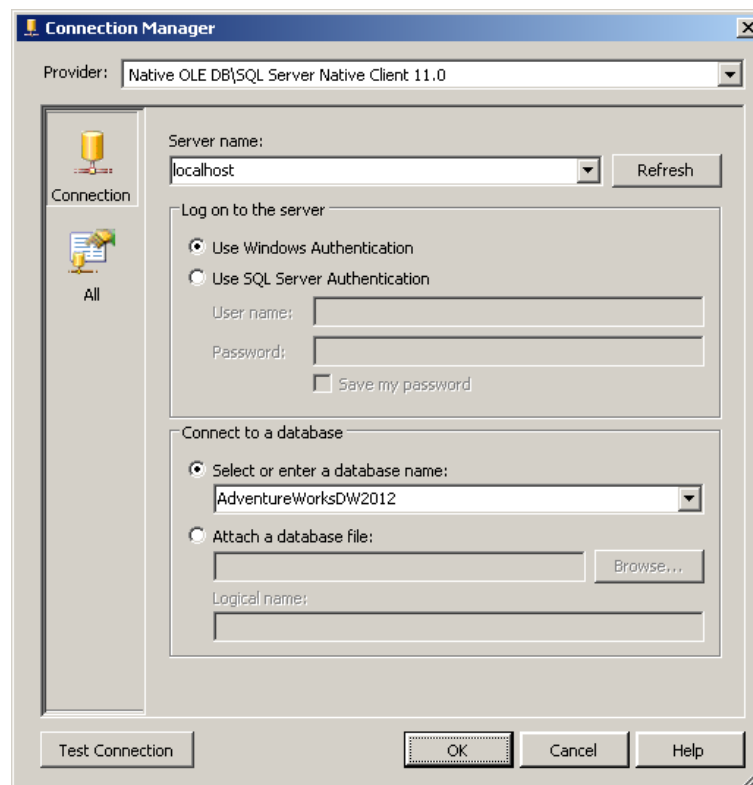 Connection Manager
Provider: Native OLE DB\SQL Server Native Client 11.0
Connection
All
Server name:
localhost Refresh
Log on to the server
Use Windows Authentication
Use SQL Server Authentication
User name:
Password:
Save my password
Connect to a database
Select or enter a database name:
AdventureWorksDW2012
Attach a database file:
Browse...
Logical name:
Test Connection OK Cancel Help